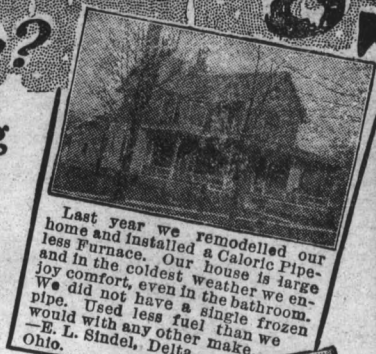 ?
Last year we remodelled our
home and installed a Caloric Pipe-
less Furnace. Our house is large
and in the coldest weather we en-
joy comfort, even in the bathroom.
We did not have a single frozen
pipe. Used less fuel than we
would with any other make
—E. L. Sindel, Delta,
Ohio.